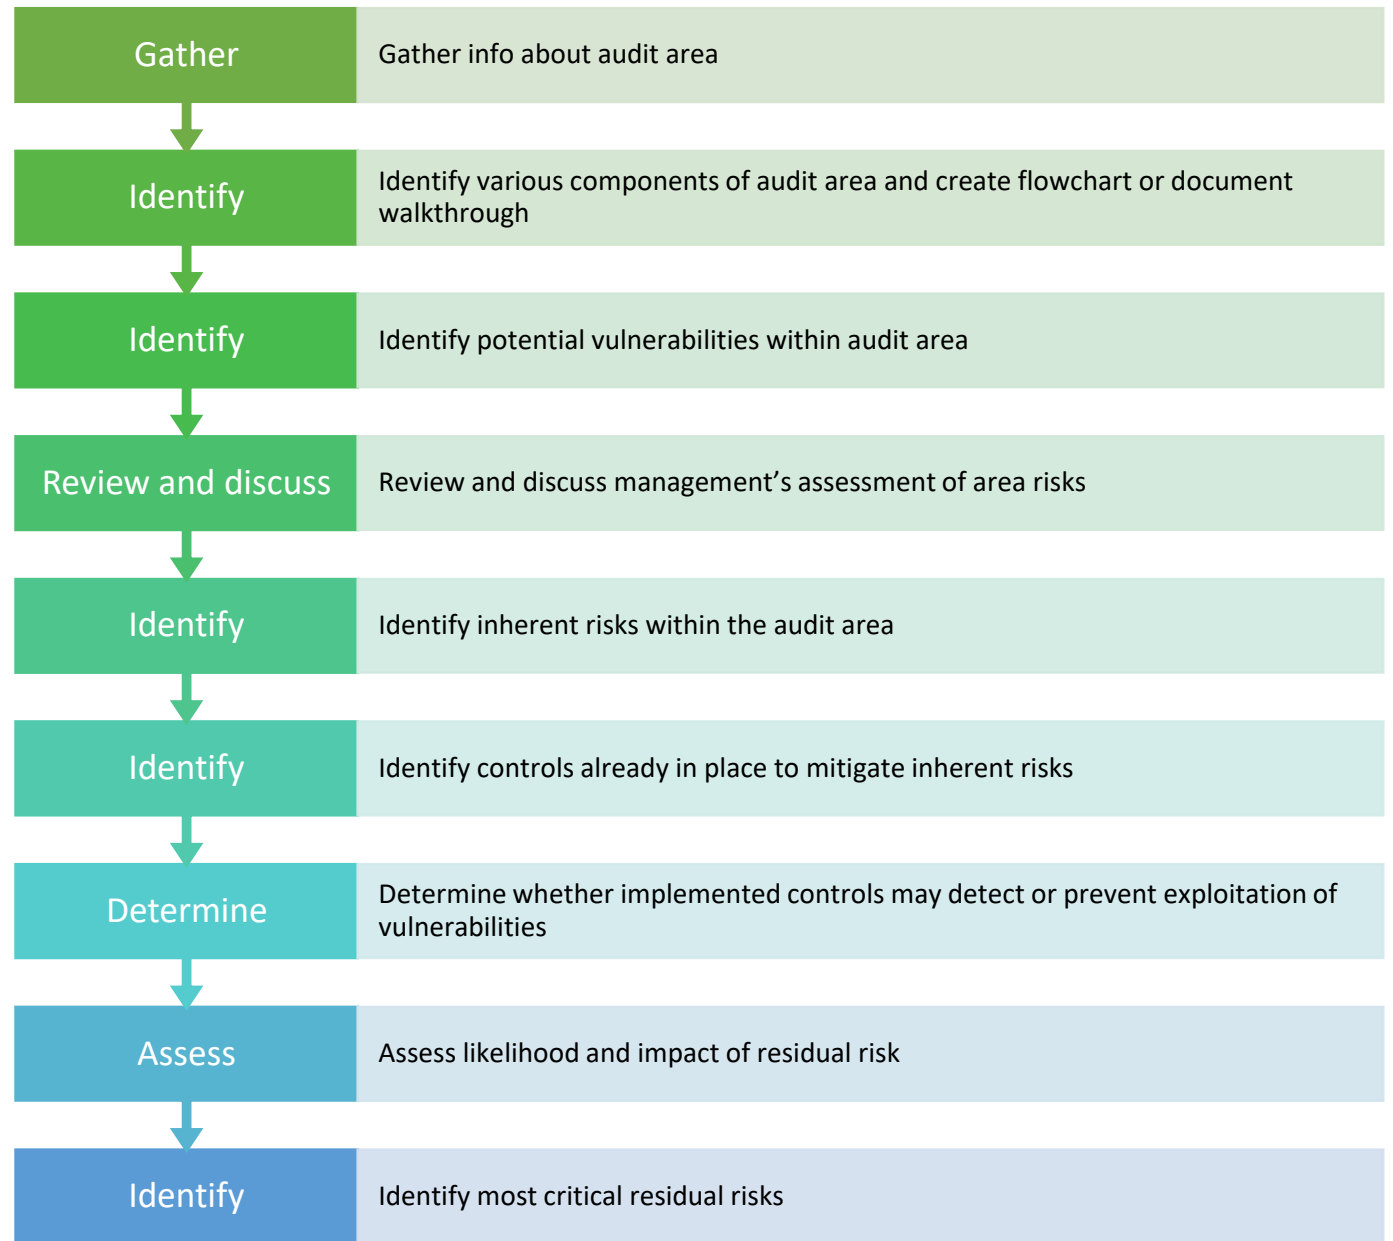 Gather
Gather info about audit area
Identify
Identify various components of audit area and create flowchart or document
walkthrough
Identify
Identify potential vulnerabilities within audit area
Review and discuss
Review and discuss management’s assessment of area risks
Identify
Identify inherent risks within the audit area
Identify
Identify controls already in place to mitigate inherent risks
Determine
Determine whether implemented controls may detect or prevent exploitation of
vulnerabilities
Assess
Assess likelihood and impact of residual risk
Identify
Identify most critical residual risks